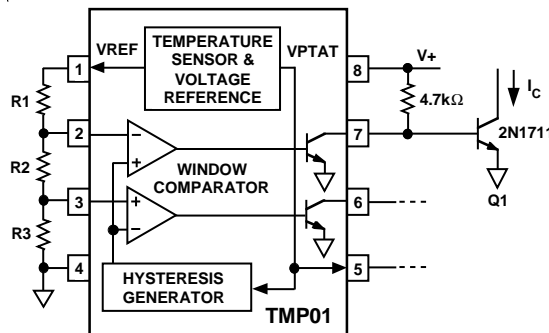 TEMPERATURE
SENSOR &
VOLTAGE
REFERENCE
VREF
VPTAT
1
2
3
4
R1
R2
R3
8
7
6
5
V+
4.7kΩ
IC
2N1711
Q1
−
+
WINDOW
COMPARATOR
+
−
HYSTERESIS
GENERATOR
TMP01